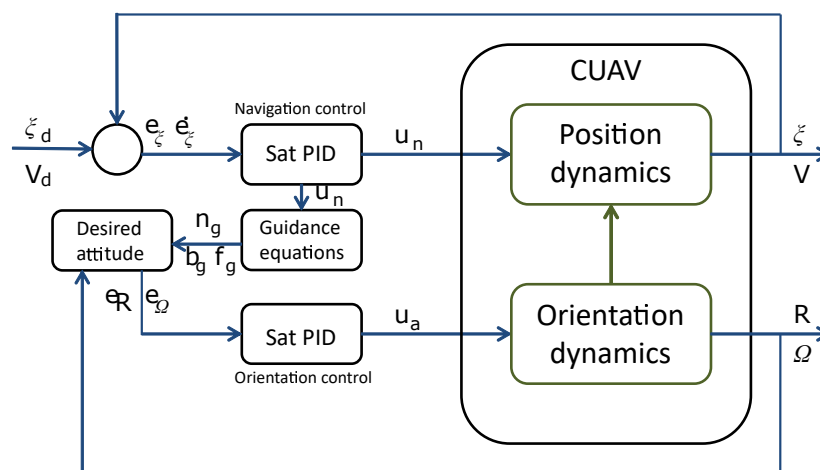 CUAV
Navigation control
ξd
Vd
eξ ėξ
Sat PID
un
Position
dynamics
ξ
V
un
Desired
attitude
ng
bg fg
Guidance
equations
eR eΩ
Sat PID
Orientation control
ua
Orientation
dynamics
R
Ω